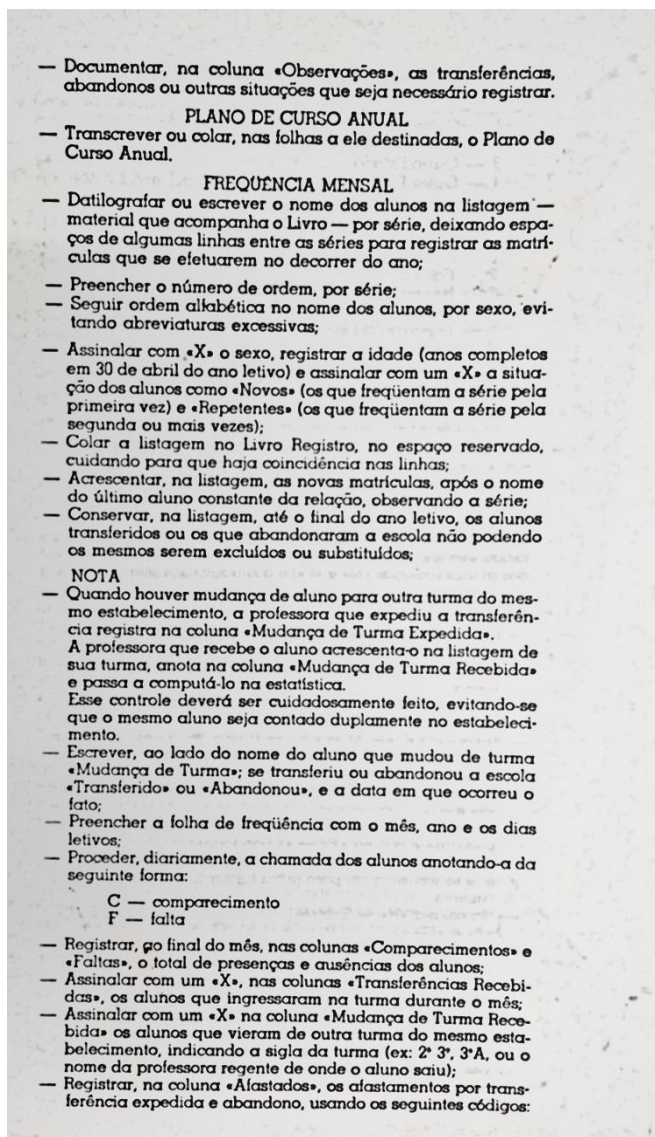 — Documentar, na coluna «Observações», as transferências,
abandonos ou outras situações que seja necessário registrar.
PLANO DE CURSO ANUAL
— Transcrever ou colar, nas folhas a ele destinadas, o Plano de
Curso Anual.
FREQÜÊNCIA MENSAL
— Datilografar ou escrever o nome dos alunos na listagem —
material que acompanha o Livro — por série, deixando espa-
ços de algumas linhas entre as séries para registrar as matrí-
culas que se efetuarem no decorrer do ano;
— Preencher o número de ordem, por série;
— Seguir ordem alfabética no nome dos alunos, por sexo, evi-
tando abreviaturas excessivas;
— Assinalar com «X» o sexo, registrar a idade (anos completos
em 30 de abril do ano letivo) e assinalar com um «X» a situa-
ção dos alunos como «Novos» (os que freqüentam a série pela
primeira vez) e «Repetentes» (os que freqüentam a série pela
segunda ou mais vezes);
— Colar a listagem no Livro Registro, no espaço reservado,
cuidando para que haja coincidência nas linhas;
— Acrescentar, na listagem, as novas matrículas, após o nome
do último aluno constante da relação, observando a série;
— Conservar, na listagem, até o final do ano letivo, os alunos
transferidos ou os que abandonaram a escola não podendo
os mesmos serem excluídos ou substituídos;
NOTA
— Quando houver mudança de aluno para outra turma do mes-
mo estabelecimento, a professora que expediu a transferên-
cia registra na coluna «Mudança de Turma Expedida».
A professora que recebe o aluno acrescenta-o na listagem de
sua turma, anota na coluna «Mudança de Turma Recebida»
e passa a computá-lo na estatística.
Esse controle deverá ser cuidadosamente feito, evitando-se
que o mesmo aluno seja contado duplamente no estabeleci-
mento.
— Escrever, ao lado do nome do aluno que mudou de turma
«Mudança de Turma»; se transferiu ou abandonou a escola
«Transferido» ou «Abandonou», e a data em que ocorreu o
fato;
— Preencher a folha de freqüência com o mês, ano e os dias
letivos;
— Proceder, diariamente, a chamada dos alunos anotando-a da
seguinte forma:
C — comparecimento
F — falta
— Registrar, ao final do mês, nas colunas «Comparecimentos» e
«Faltas», o total de presenças e ausências dos alunos;
— Assinalar com um «X», nas colunas «Transferências Recebi-
das», os alunos que ingressaram na turma durante o mês;
— Assinalar com um «X» na coluna «Mudança de Turma Rece-
bida» os alunos que vieram de outra turma do mesmo esta-
belecimento, indicando a sigla da turma (ex: 2ª 3ª, 3ªA, ou o
nome da professora regente de onde o aluno saiu);
— Registrar, na coluna «Afastados», os afastamentos por trans-
ferência expedida e abandono, usando os seguintes códigos: